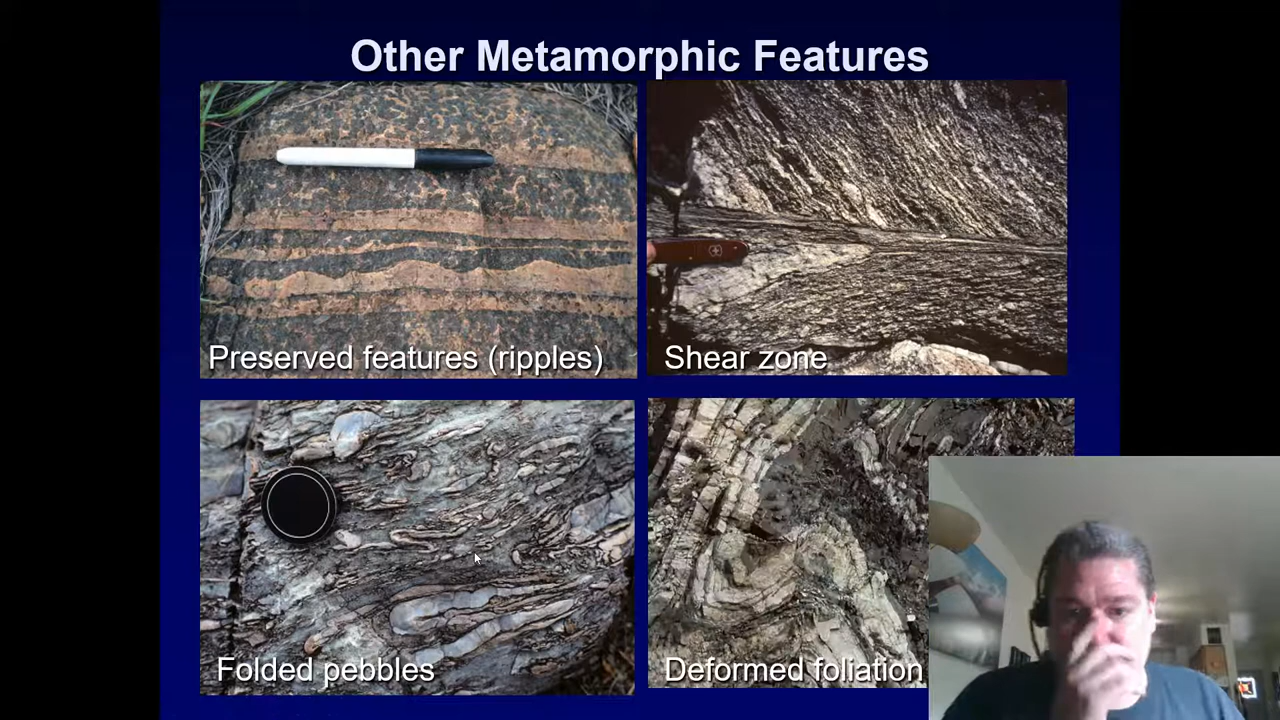 Other Metamorphic Features
Preserved features (ripples)
Shear zone
Folded pebbles
Deformed foliation